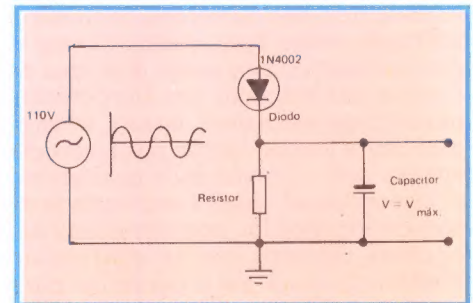 1N4002
Diodo
110V
Resistor
Capacitor
V = V máx.